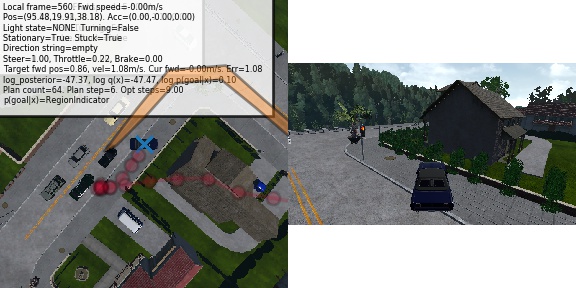 Local frame=560. Fwd speed=-0.00m/s
Pos=(95.48,19.91,38.18). Acc=(0.00,-0.00,0.00)
Light state=NONE: Turning=False
Stationary=True: Stuck=True
Direction string=empty
Steer=1.00, Throttle=0.22, Brake=0.00
Target fwd pos=0.86, vel=1.08m/s. Cur fwd=-0.00m/s. Err=1.08
log_posterior=-47.37, log q(x)=-47.47, log p(goal|x)=0.10
Plan count=64. Plan step=6. Opt steps=9.00
p(goal|x)=RegionIndicator